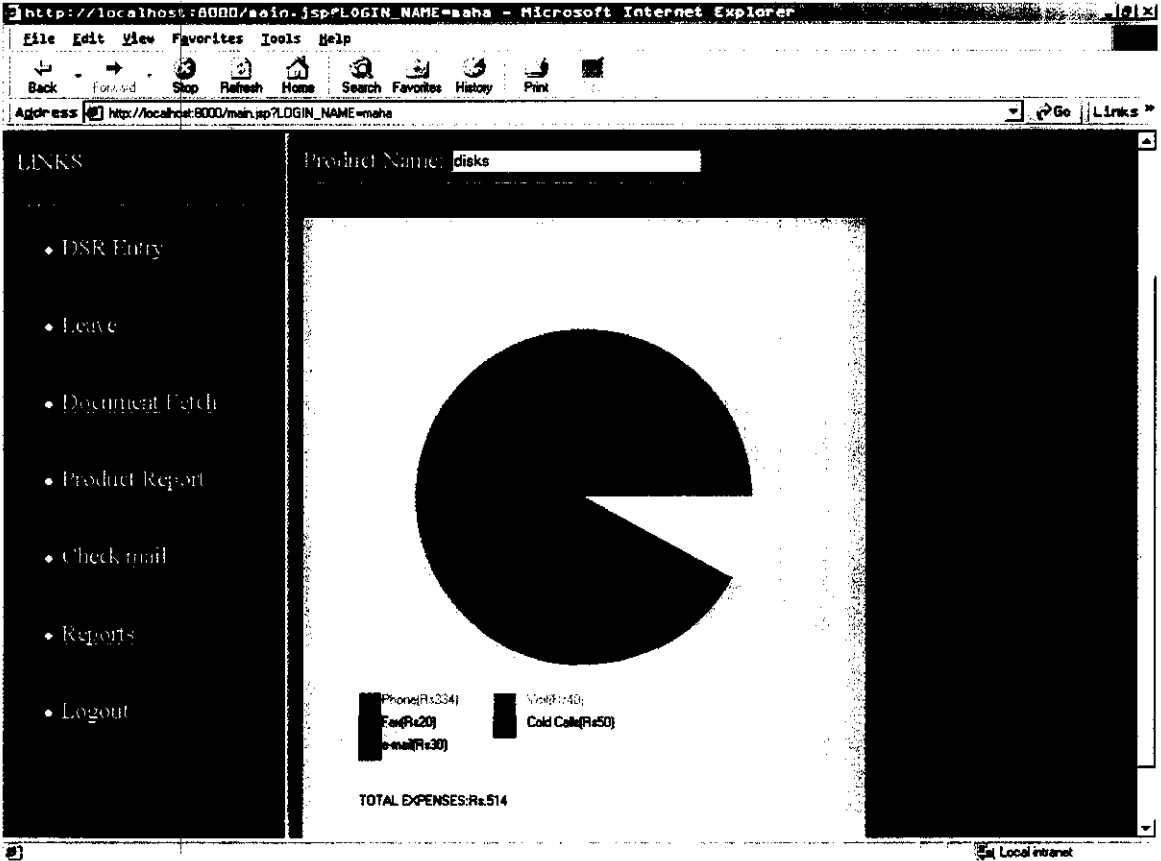 http://localhost:8000/main.jsp?LOGIN_NAME=maha - Microsoft Internet Explorer
File Edit View Favorites Tools Help
Back Forward Stop Refresh Home Search Favorites History Print
Address http://localhost:8000/main.jsp?LOGIN_NAME=maha Go Links »
LINKS
Product Name: disks
DSR Entry
Leave
Document Fetch
Product Report
Check mail
Reports
Logout
Phone(Rs334) Visit(Rs40)
Fax(Rs20) Cold Calls(Rs50)
e-mail(Rs30)
TOTAL EXPENSES:Rs.514
Local intranet